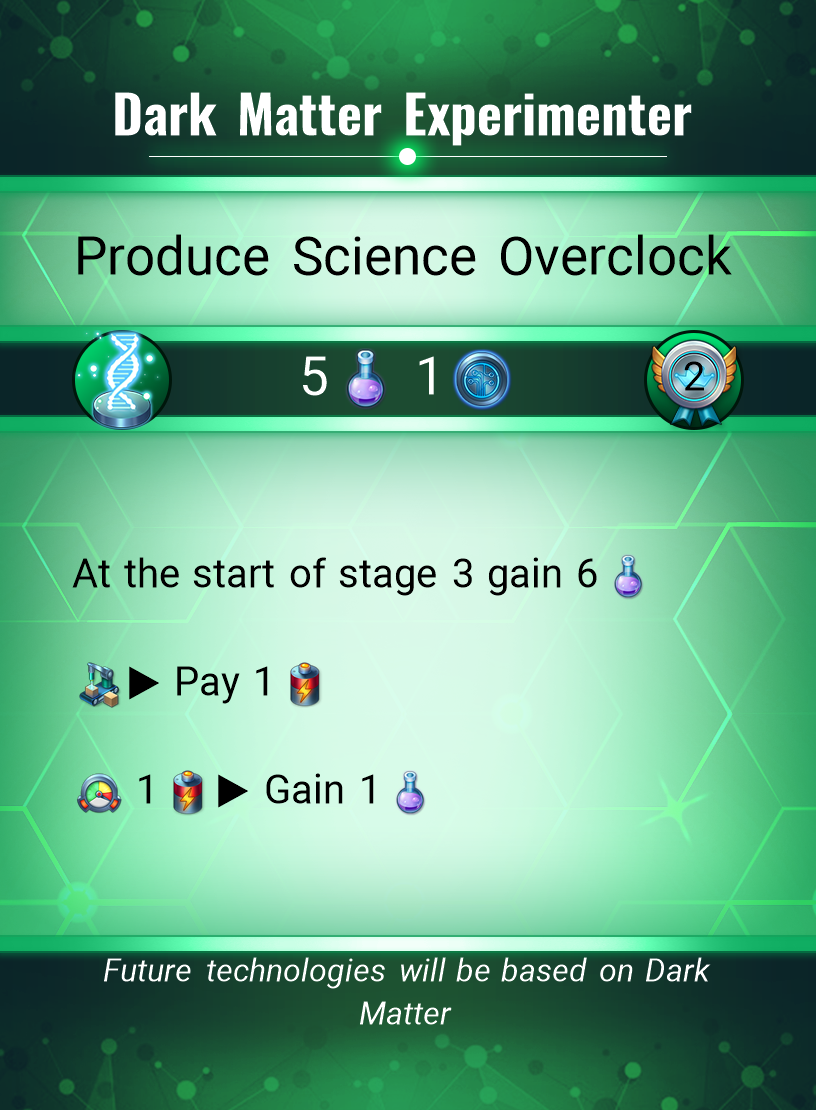 Dark Matter Experimenter
Produce Science Overclock
5 1 2
At the start of stage 3 gain 6
▶ Pay 1
1 ▶ Gain 1
Future technologies will be based on Dark
Matter